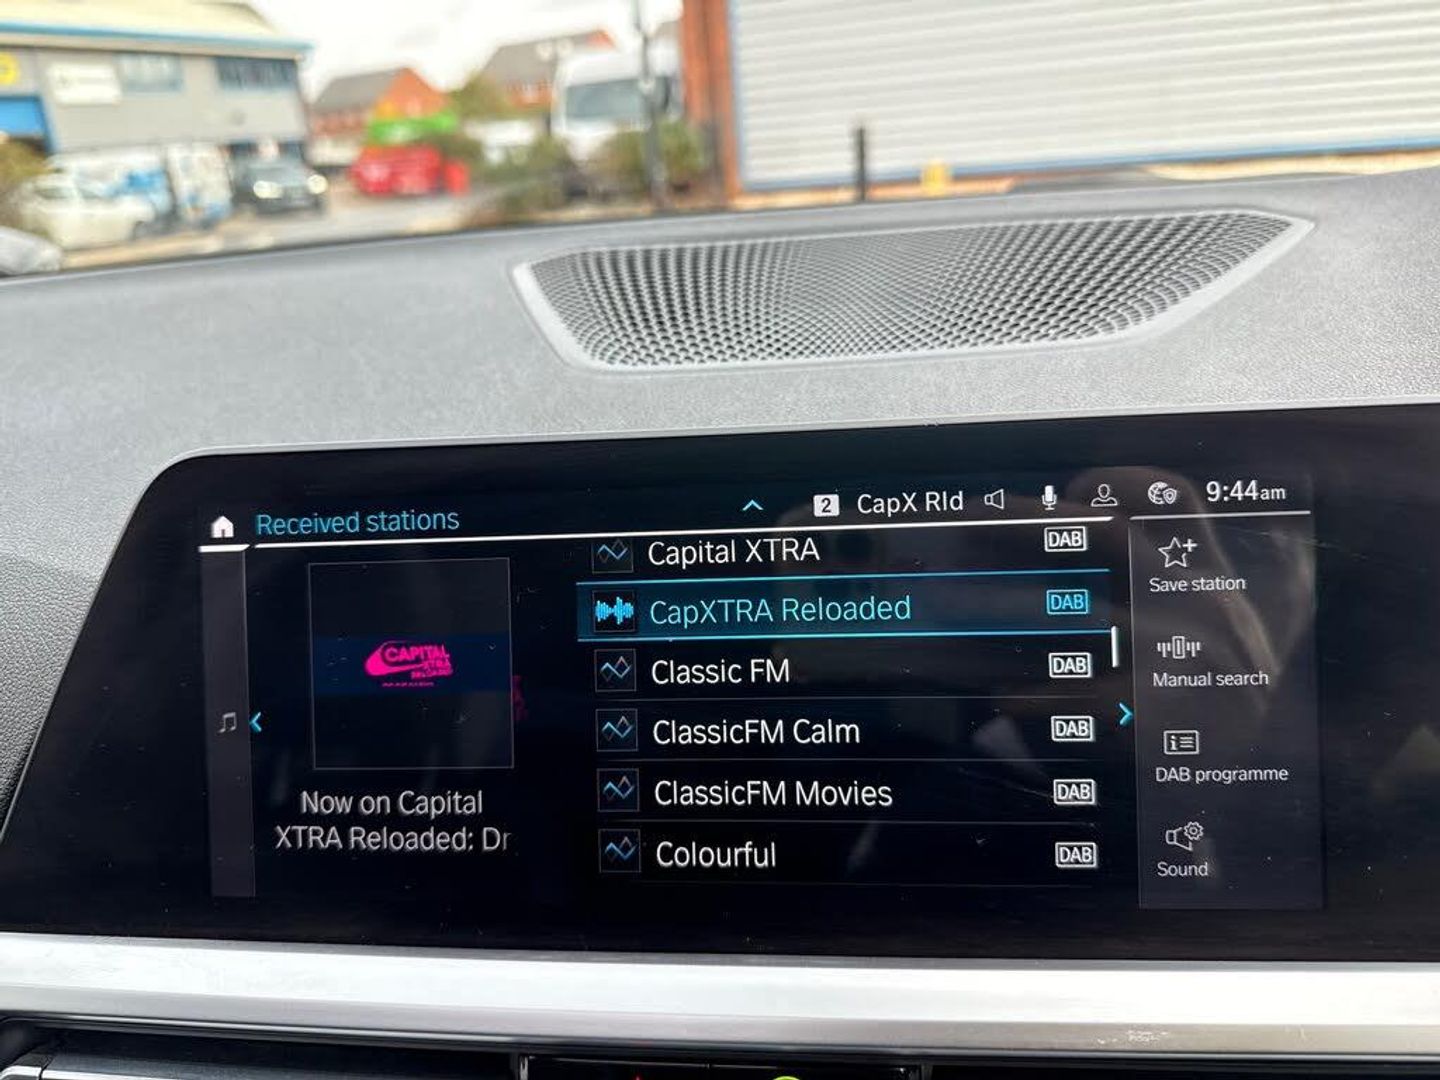 Received stations
2 CapX Rld
9:44am
Capital XTRA DAB
CapXTRA Reloaded DAB
Classic FM DAB
ClassicFM Calm DAB
ClassicFM Movies DAB
Colourful DAB
CAPITAL
XTRA
RELOADED
Now on Capital
XTRA Reloaded: Dr
Save station
Manual search
DAB programme
Sound